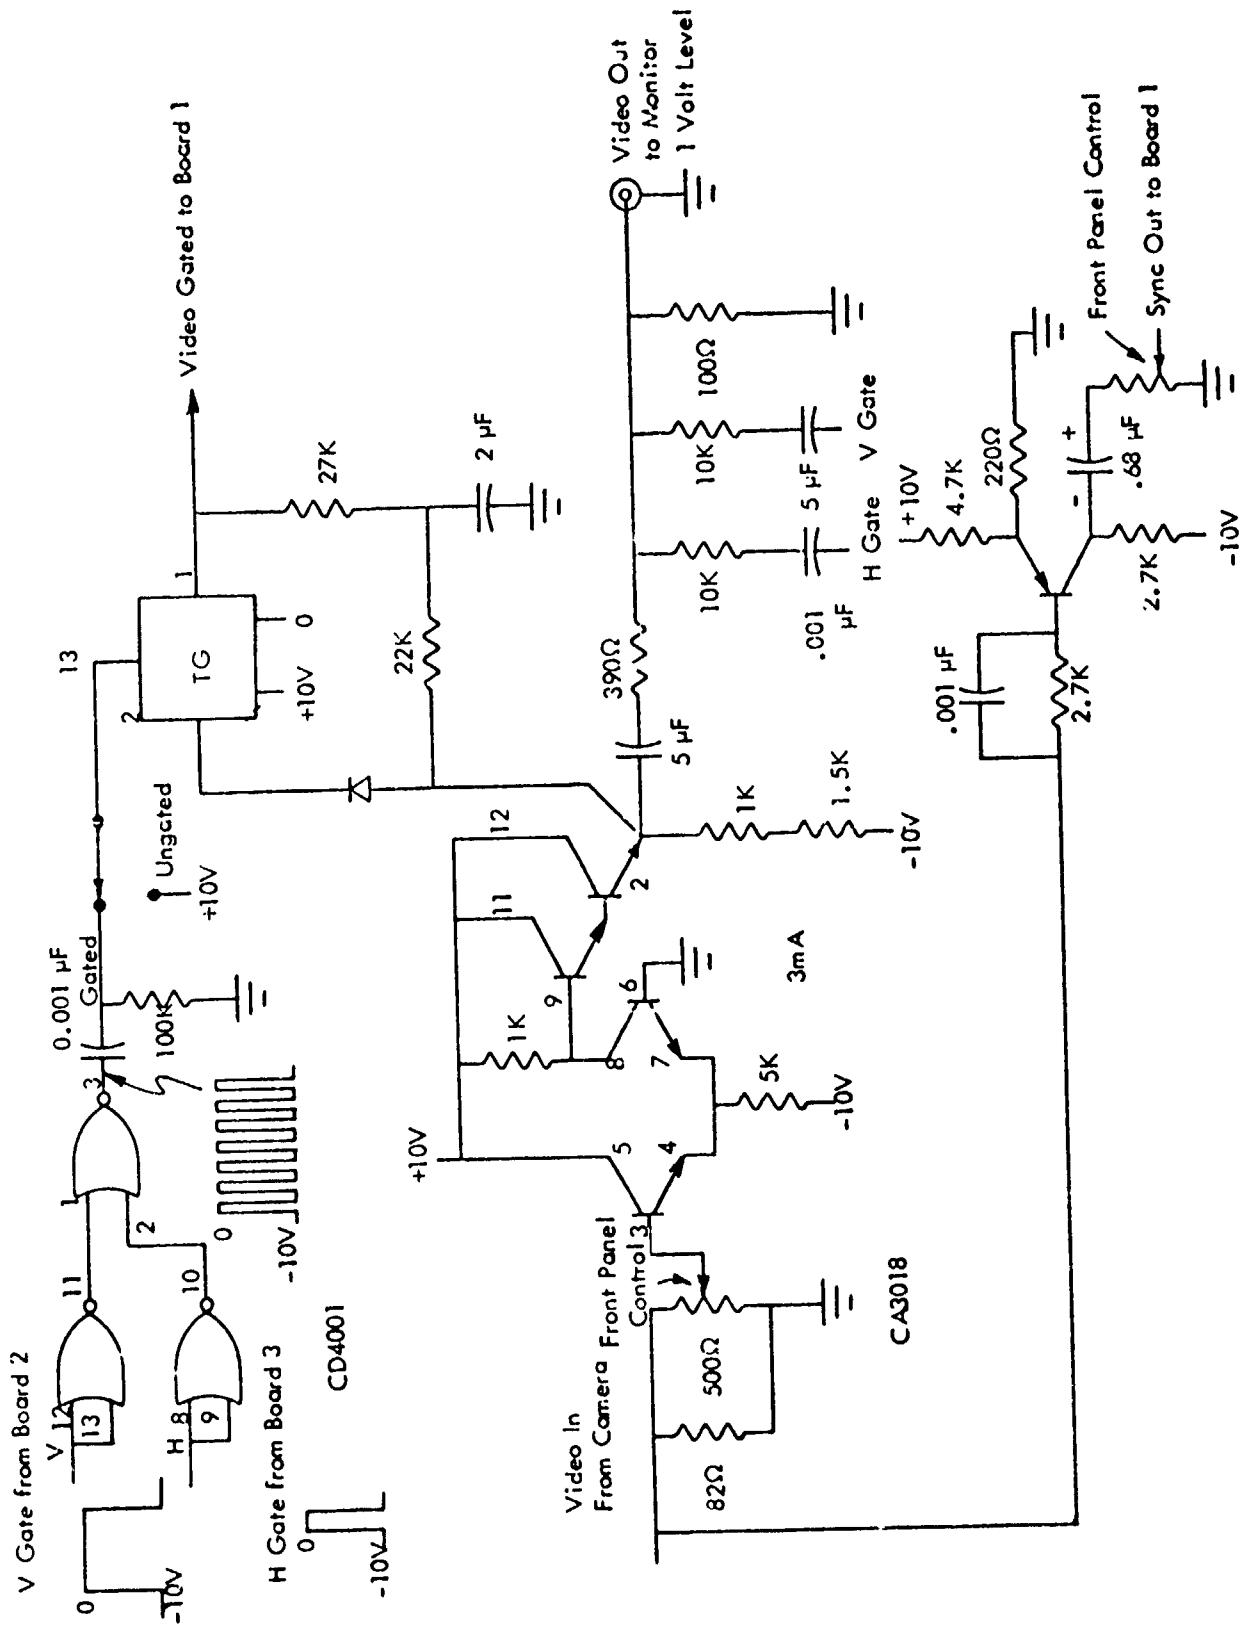 V Gate from Board 2
0
-10V
V
12
13
11
H
8
9
10
H Gate from Board 3
0
-10V
CD4001
1
2
3
0
-10V
0.001 µF
Gated
100K
Ungated
+10V
13
2
TG
1
+10V
0
Video Gated to Board 1
27K
22K
2 µF
Video In
From Camera
Front Panel
Control
82Ω
500Ω
3
4
5
+10V
1K
5K
-10V
6
7
8
9
11
12
2
3mA
CA3018
1K
1.5K
-10V
5 µF
390Ω
10K
.001
µF
H Gate
10K
5 µF
V Gate
100Ω
Video Out
to Monitor
1 Volt Level
.001 µF
2.7K
+10V
4.7K
220Ω
-
+
.68 µF
2.7K
-10V
Front Panel Control
Sync Out to Board 1